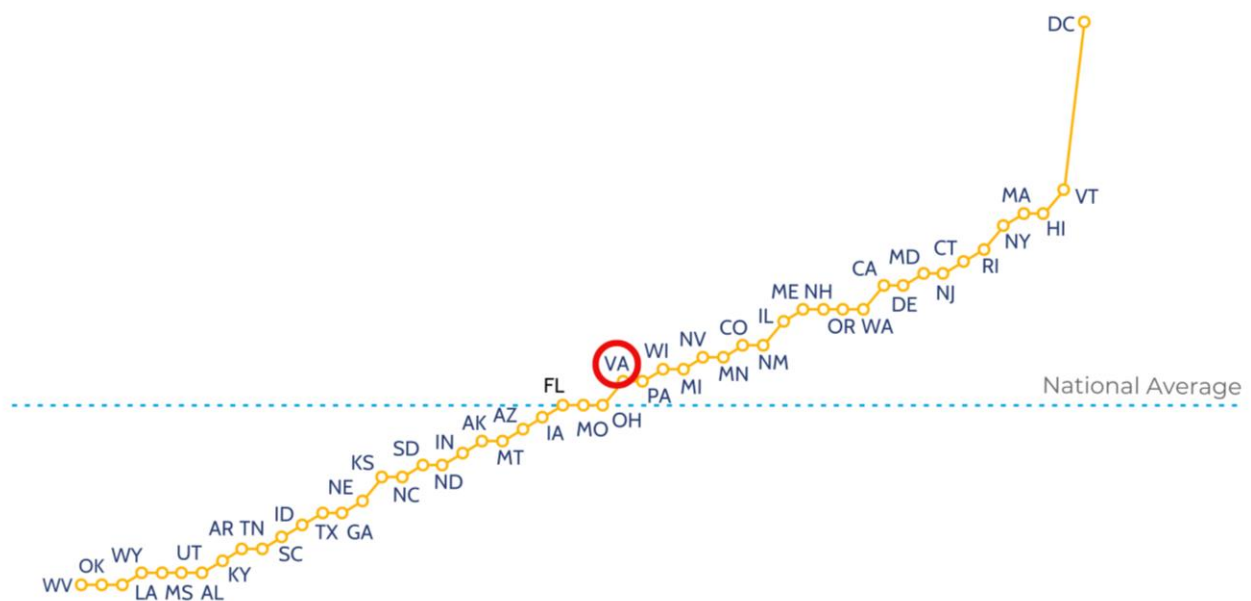 DC
MA
VT
HI
NY
CT
RI
MD
CA
NJ
DE
ME NH
IL
OR WA
CO
NV
NM
WI
VA
MN
MI
FL
PA
National Average
OH
AZ
AK
IA
MO
IN
SD
MT
KS
ND
NE
NC
ID
TX GA
AR TN
SC
UT
WY
OK
KY
WV
LA MS AL